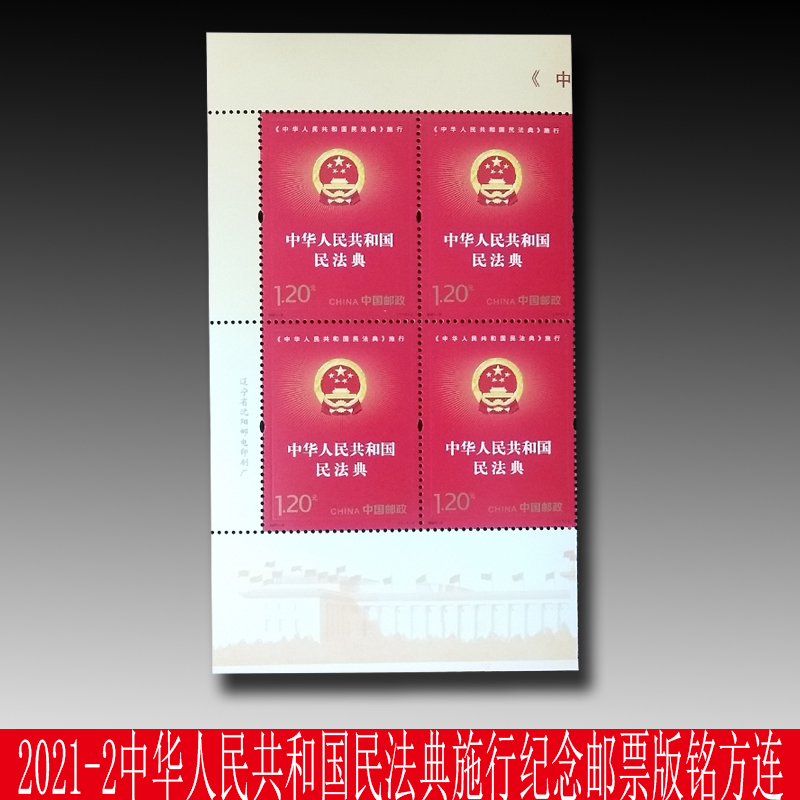 《中
《中华人民共和国民法典》施行
中华人民共和国
民法典
1.20元
CHINA 中国邮政
《中华人民共和国民法典》施行
中华人民共和国
民法典
1.20元
CHINA 中国邮政
《中华人民共和国民法典》施行
中华人民共和国
民法典
1.20元
CHINA 中国邮政
《中华人民共和国民法典》施行
中华人民共和国
民法典
1.20元
CHINA 中国邮政
辽宁省沈阳邮电印刷厂
2021-2中华人民共和国民法典施行纪念邮票版铭方连